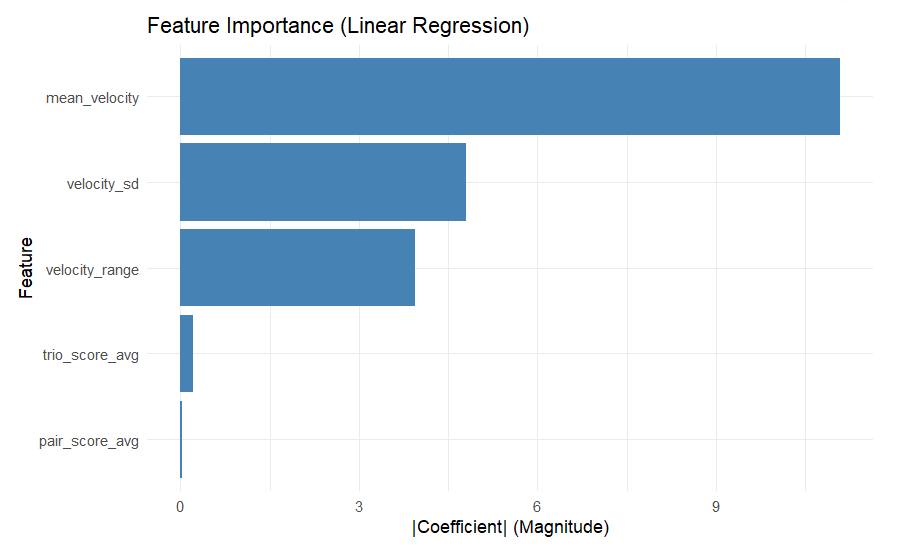 Feature Importance (Linear Regression)
Feature
mean_velocity
velocity_sd
velocity_range
trio_score_avg
pair_score_avg
0 3 6 9
|Coefficient| (Magnitude)